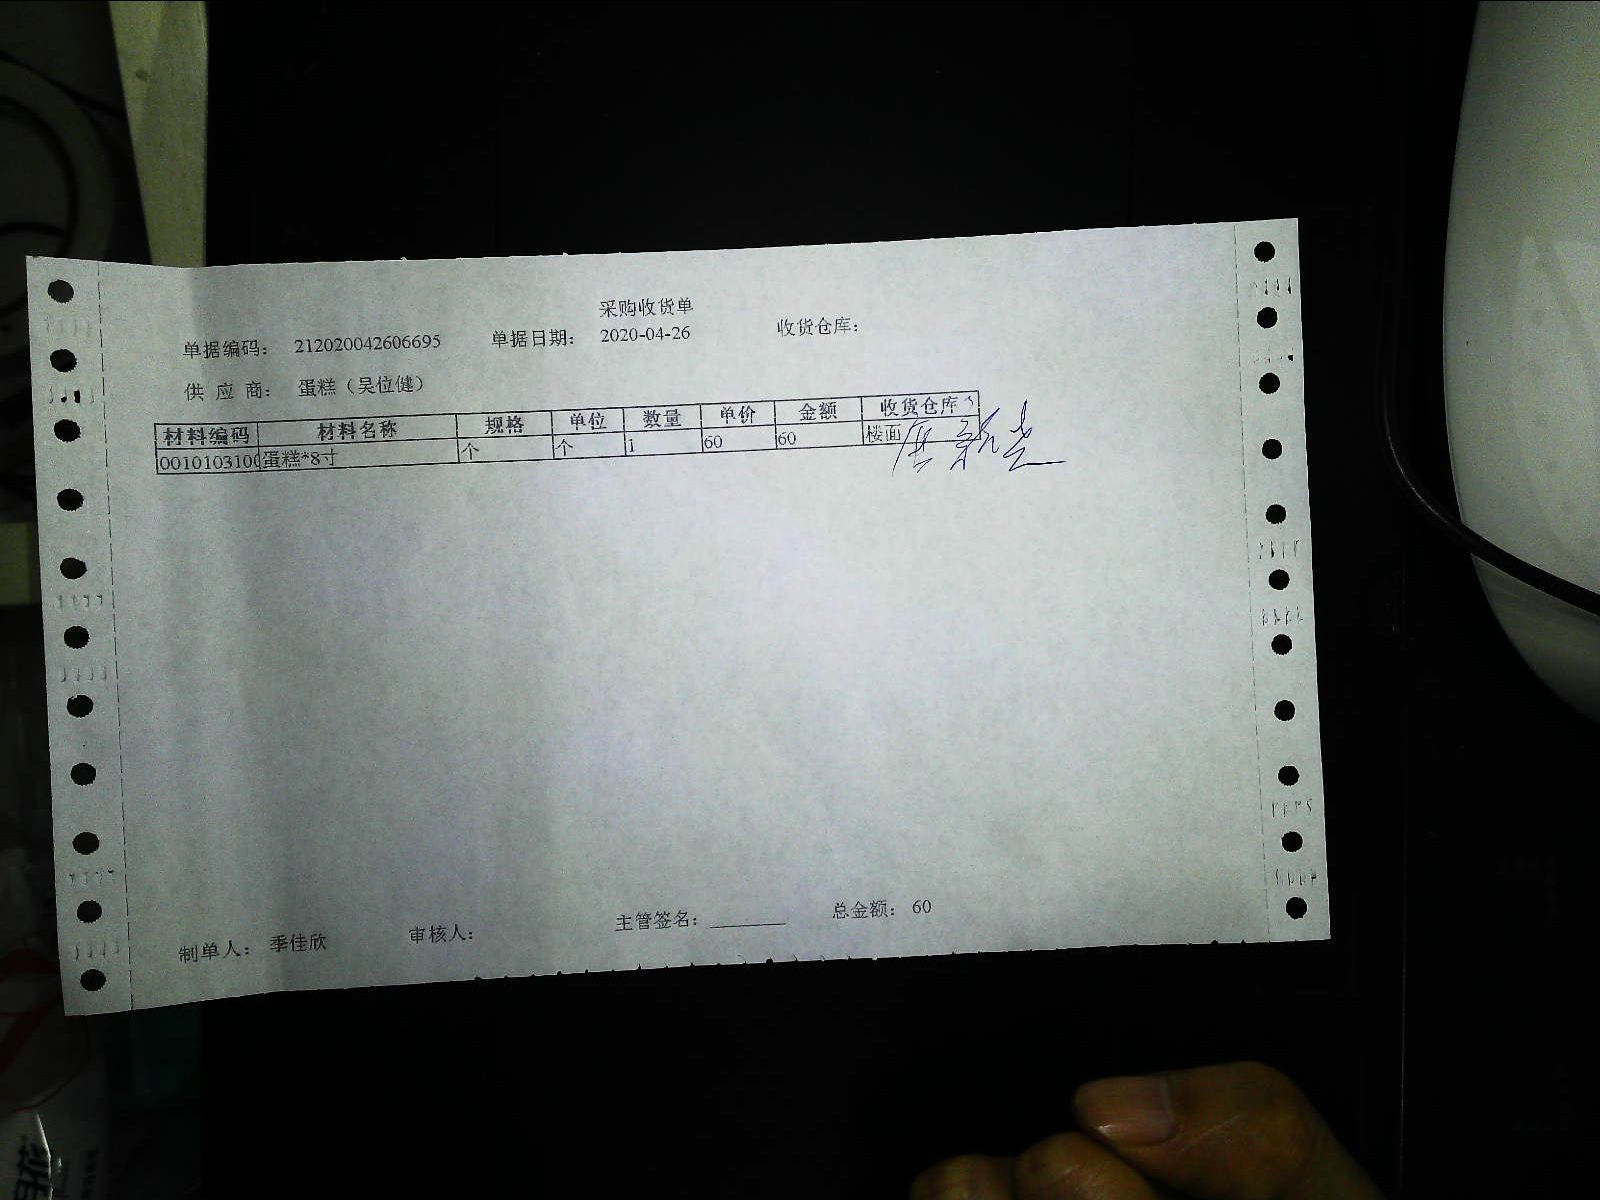 采购收货单
单据编码： 212020042606695 单据日期： 2020-04-26 收货仓库：
供 应 商： 蛋糕（吴位健）
材料编码 材料名称 规格 单位 数量 单价 金额 收货仓库
0010103100 蛋糕*8寸 个 个 1 60 60 楼面
制单人： 季佳欣 审核人： 主管签名： ________ 总金额： 60